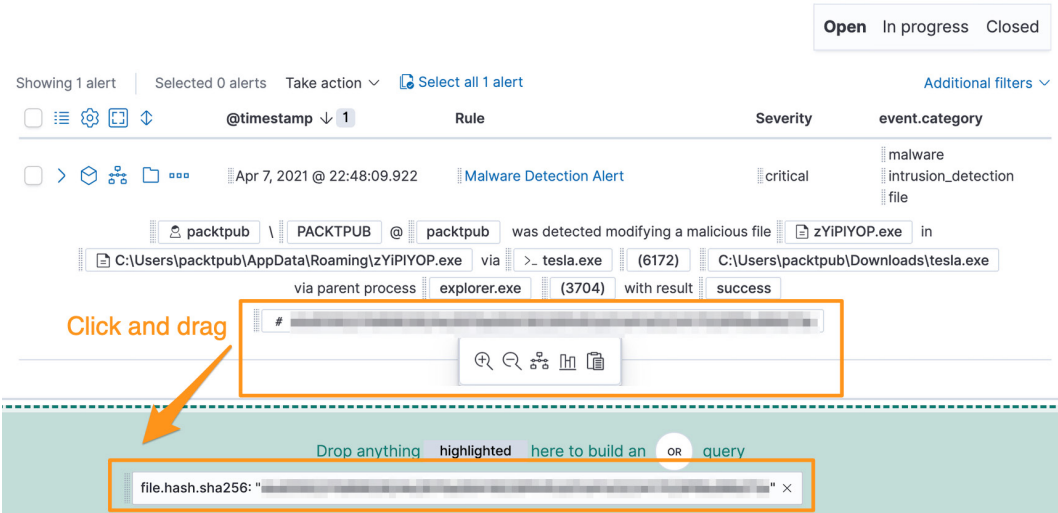 Open In progress Closed
Showing 1 alert Selected 0 alerts Take action Select all 1 alert Additional filters
@timestamp 1 Rule Severity event.category
malware
Apr 7, 2021 @ 22:48:09.922 Malware Detection Alert critical intrusion_detection
file
packtpub \ PACKTPUB @ packtpub was detected modifying a malicious file zYiPlYOP.exe in
C:\Users\packtpub\AppData\Roaming\zYiPlYOP.exe via >_ tesla.exe (6172) C:\Users\packtpub\Downloads\tesla.exe
via parent process explorer.exe (3704) with result success
Click and drag #
Drop anything highlighted here to build an OR query
file.hash.sha256: " " ×